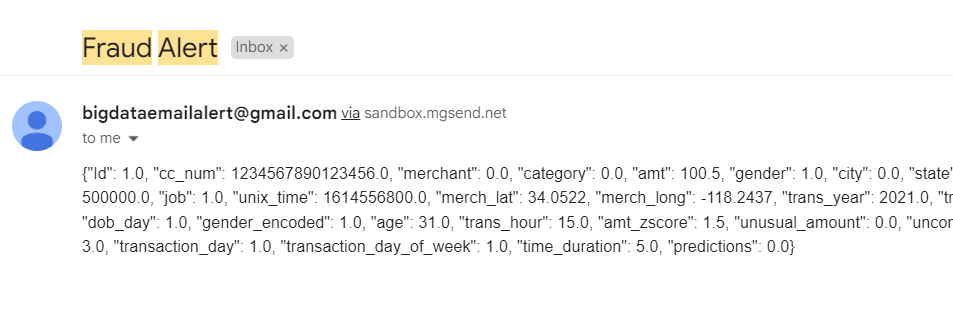 Fraud Alert Inbox ×
bigdataemailalert@gmail.com via sandbox.mgsend.net
to me
{"Id": 1.0, "cc_num": 1234567890123456.0, "merchant": 0.0, "category": 0.0, "amt": 100.5, "gender": 1.0, "city": 0.0, "state"
500000.0, "job": 1.0, "unix_time": 1614556800.0, "merch_lat": 34.0522, "merch_long": -118.2437, "trans_year": 2021.0, "tr
"dob_day": 1.0, "gender_encoded": 1.0, "age": 31.0, "trans_hour": 15.0, "amt_zscore": 1.5, "unusual_amount": 0.0, "uncon
3.0, "transaction_day": 1.0, "transaction_day_of_week": 1.0, "time_duration": 5.0, "predictions": 0.0}